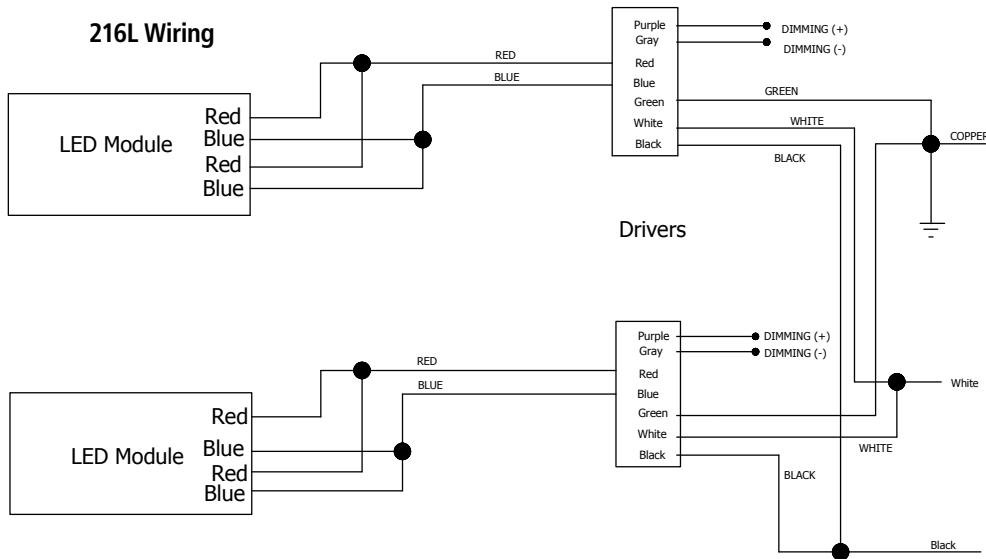 216L Wiring
LED Module
Red
Blue
Red
Blue
RED
BLUE
Purple
Gray
Red
Blue
Green
White
Black
DIMMING (+)
DIMMING (-)
GREEN
WHITE
BLACK
COPPER
Drivers
LED Module
Red
Blue
Red
Blue
RED
BLUE
Purple
Gray
Red
Blue
Green
White
Black
DIMMING (+)
DIMMING (-)
White
WHITE
BLACK
Black